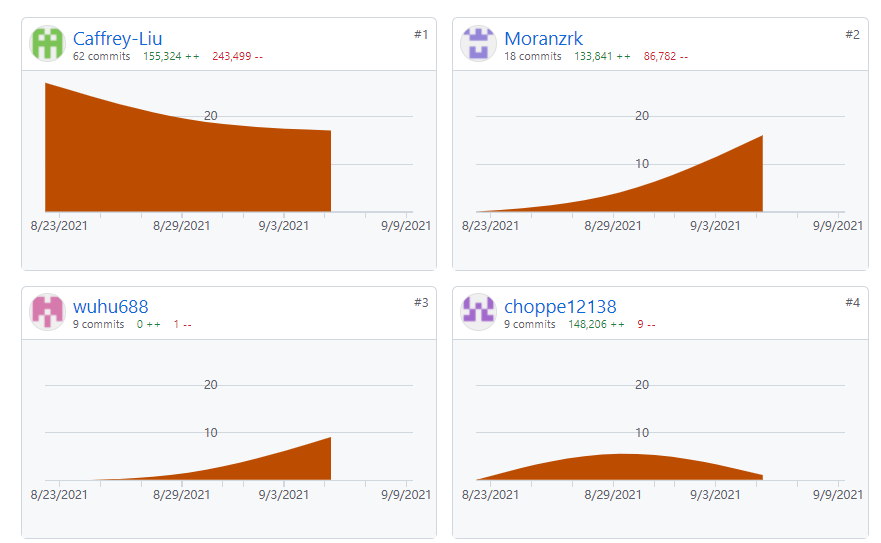 Caffrey-Liu #1
62 commits 155,324 ++ 243,499 --
20
8/23/2021 8/29/2021 9/3/2021 9/9/2021
Moranzrk #2
18 commits 133,841 ++ 86,782 --
20
10
8/23/2021 8/29/2021 9/3/2021 9/9/2021
wuhu688 #3
9 commits 0 ++ 1 --
20
10
8/23/2021 8/29/2021 9/3/2021 9/9/2021
choppe12138 #4
9 commits 148,206 ++ 9 --
20
10
8/23/2021 8/29/2021 9/3/2021 9/9/2021